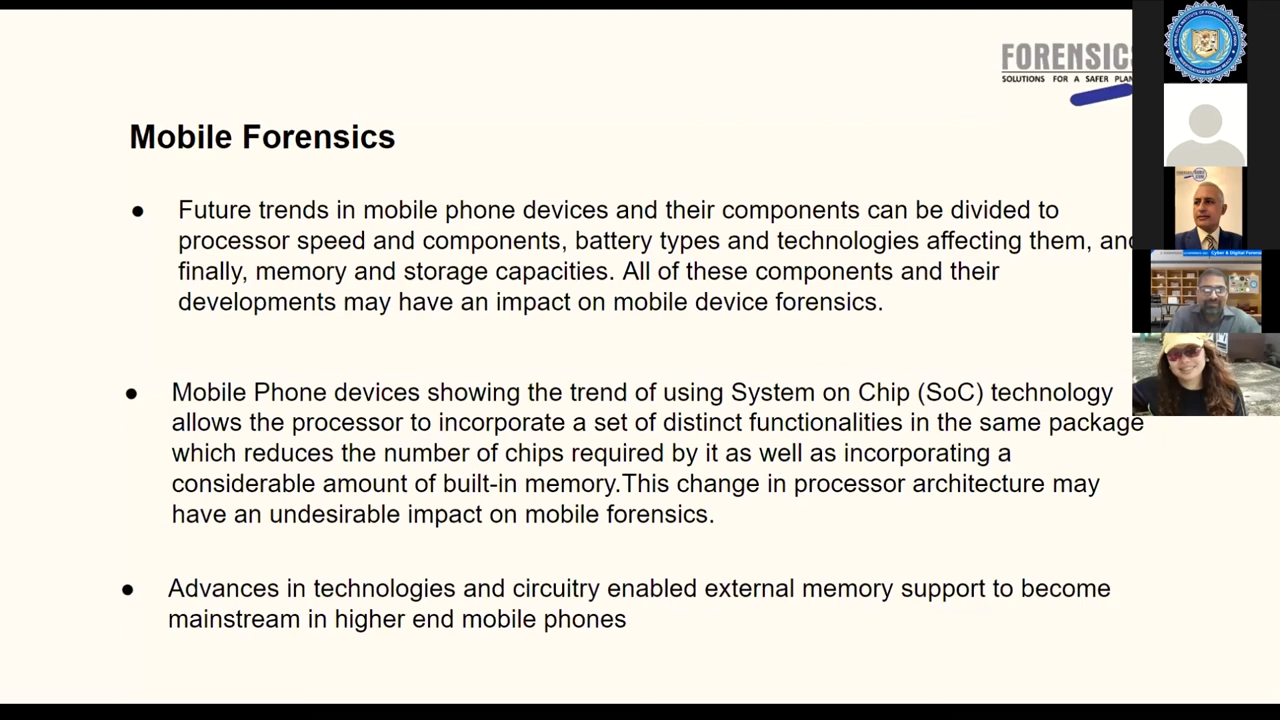 FORENSICS
SOLUTIONS FOR A SAFER PLAN
Mobile Forensics
● Future trends in mobile phone devices and their components can be divided to
processor speed and components, battery types and technologies affecting them, and
finally, memory and storage capacities. All of these components and their
developments may have an impact on mobile device forensics.
● Mobile Phone devices showing the trend of using System on Chip (SoC) technology
allows the processor to incorporate a set of distinct functionalities in the same package
which reduces the number of chips required by it as well as incorporating a
considerable amount of built-in memory.This change in processor architecture may
have an undesirable impact on mobile forensics.
● Advances in technologies and circuitry enabled external memory support to become
mainstream in higher end mobile phones
Cyber & Digital Forensi